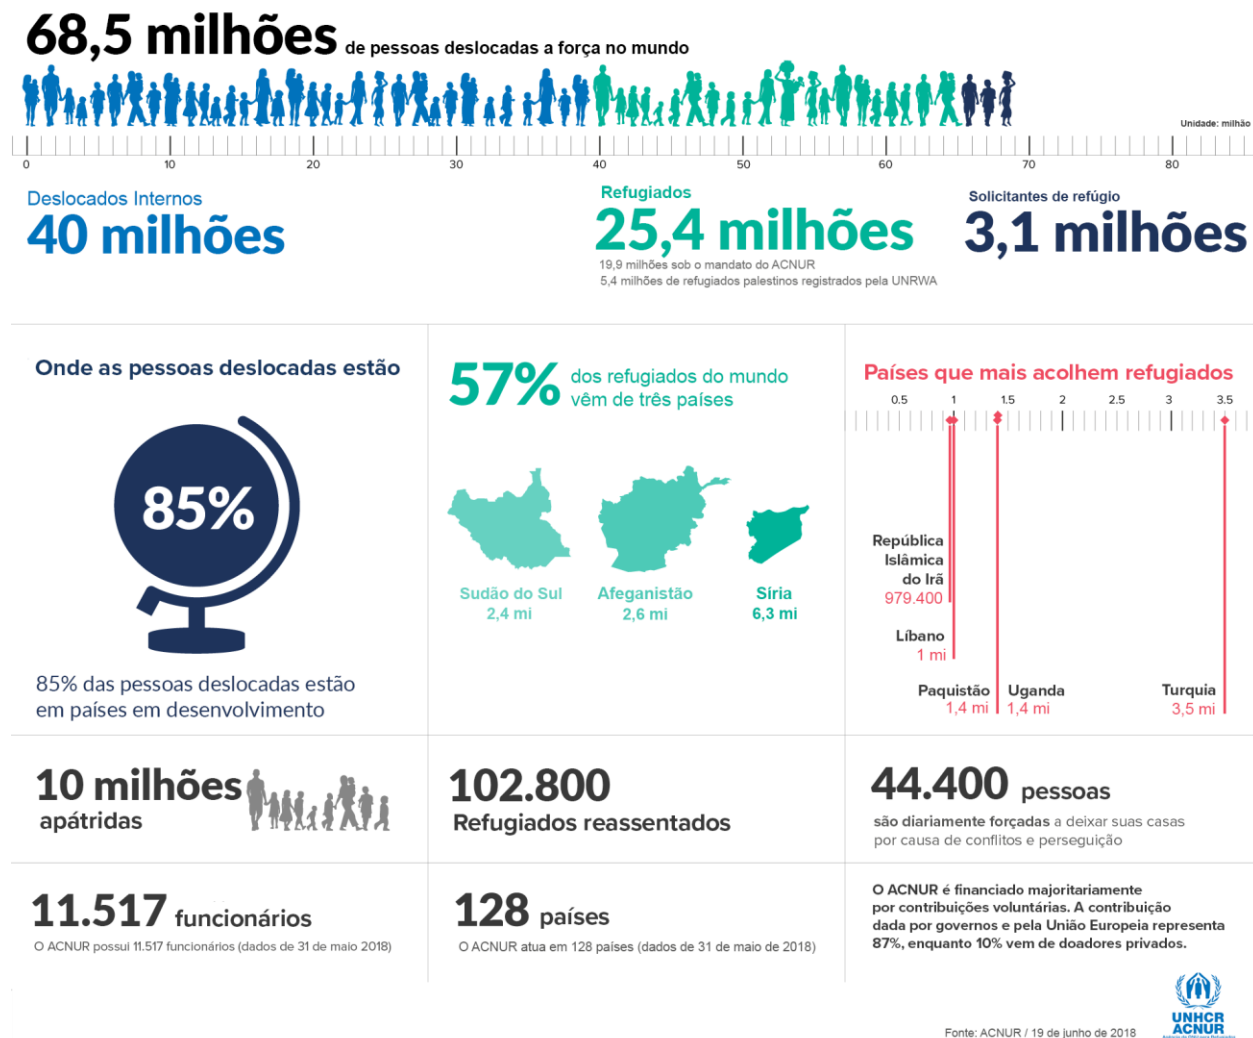 68,5 milhões de pessoas deslocadas a força no mundo
Unidade: milhão
0 10 20 30 40 50 60 70 80
Deslocados Internos
40 milhões
Refugiados
25,4 milhões
19,9 milhões sob o mandato do ACNUR
5,4 milhões de refugiados palestinos registrados pela UNRWA
Solicitantes de refúgio
3,1 milhões
Onde as pessoas deslocadas estão
85%
85% das pessoas deslocadas estão
em países em desenvolvimento
57% dos refugiados do mundo
vêm de três países
Sudão do Sul
2,4 mi
Afeganistão
2,6 mi
Síria
6,3 mi
Países que mais acolhem refugiados
0.5 1 1.5 2 2.5 3 3.5
República
Islâmica
do Irã
979.400
Líbano
1 mi
Paquistão
1,4 mi
Uganda
1,4 mi
Turquia
3,5 mi
10 milhões
apátridas
102.800
Refugiados reassentados
44.400 pessoas
são diariamente forçadas a deixar suas casas
por causa de conflitos e perseguição
11.517 funcionários
O ACNUR possui 11.517 funcionários (dados de 31 de maio 2018)
128 países
O ACNUR atua em 128 países (dados de 31 de maio de 2018)
O ACNUR é financiado majoritariamente
por contribuições voluntárias. A contribuição
dada por governos e pela União Europeia representa
87%, enquanto 10% vem de doadores privados.
Fonte: ACNUR / 19 de junho de 2018
UNHCR
ACNUR